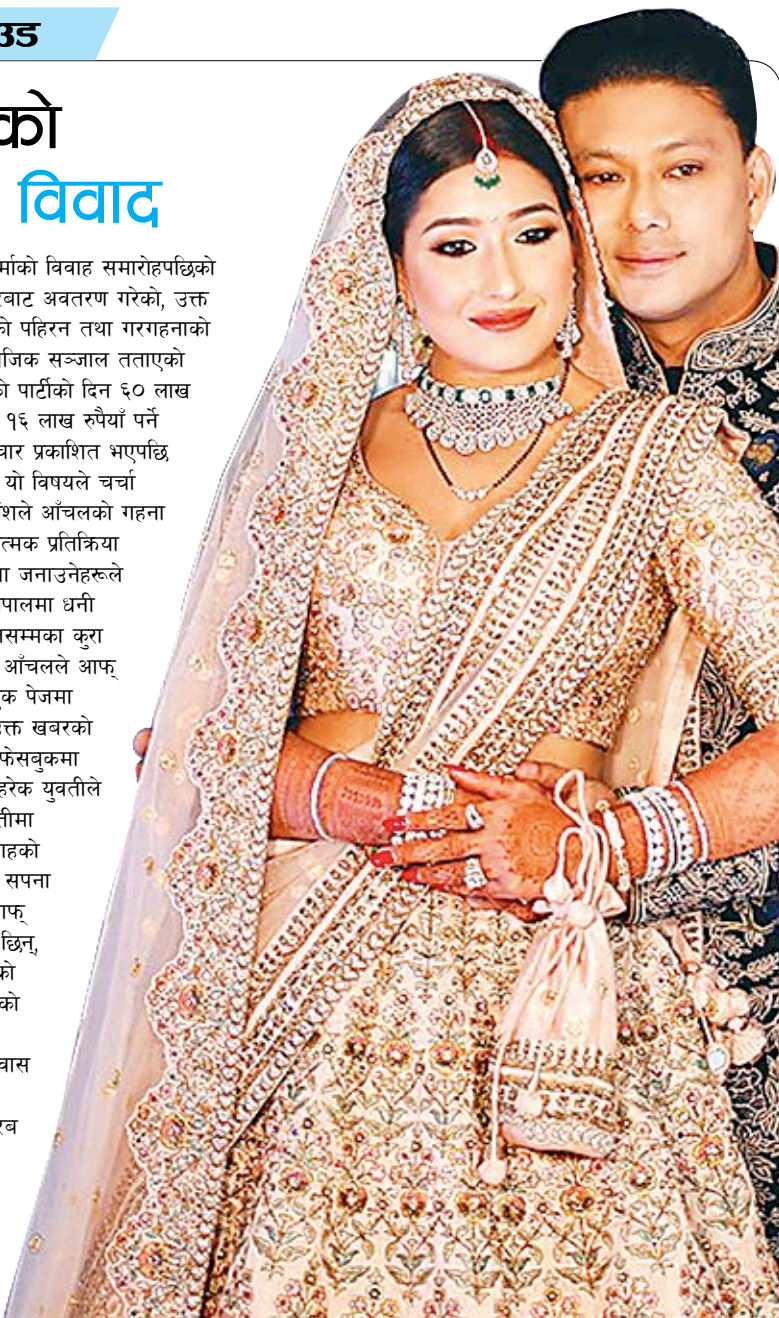 उड
को
विवाद
र्माको विवाह समारोहपछिको
रबाट अवतरण गरेको, उक्त
को पहिरन तथा गरगहनाको
जिक सञ्जाल तताएको
को पार्टीको दिन ६० लाख
१६ लाख रुपैयाँ पर्ने
चार प्रकाशित भएपछि
यो विषयले चर्चा
ंशले आँचलको गहना
त्मक प्रतिक्रिया
ा जनाउनेहरूले
पालमा धनी
सम्मका कुरा
आँचलले आफ्
ुक पेजमा
क्त खबरको
फेसबुकमा
हरेक युवतीले
तीमा
ाहको
सपना
ाफ्
छिन्,
को
को
वास
रब